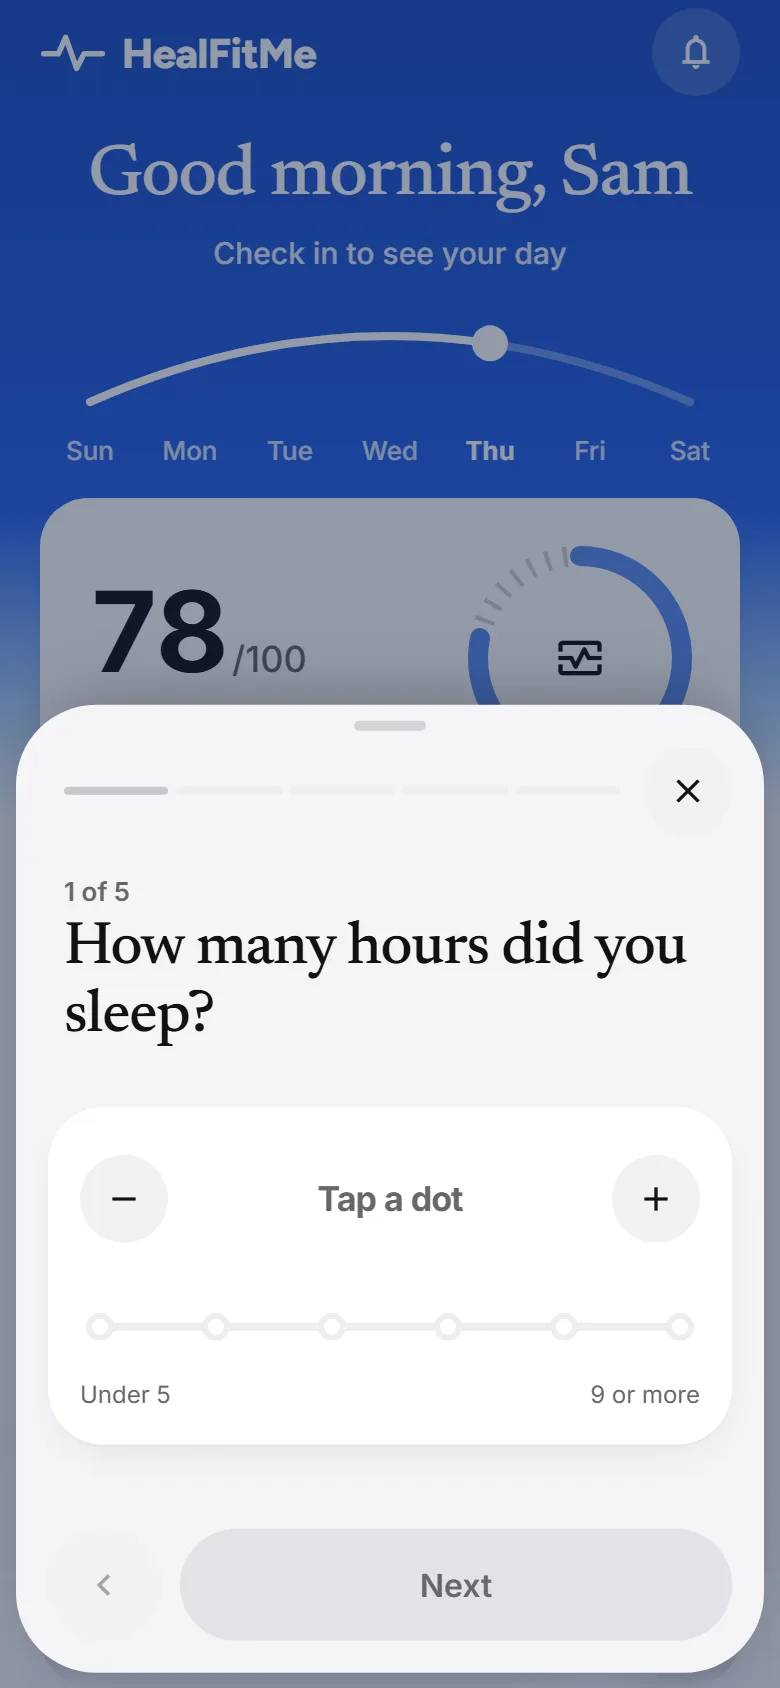 HealFitMe
Good morning, Sam
Check in to see your day
Sun Mon Tue Wed Thu Fri Sat
78/100
1 of 5
How many hours did you
sleep?
Tap a dot
Under 5 9 or more
Next